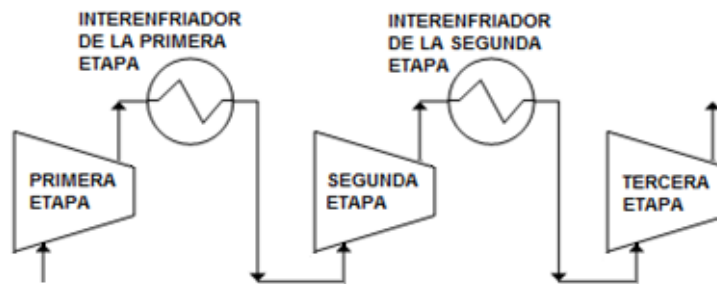 INTERENFRIADOR
DE LA PRIMERA
ETAPA
INTERENFRIADOR
DE LA SEGUNDA
ETAPA
PRIMERA
ETAPA
SEGUNDA
ETAPA
TERCERA
ETAPA